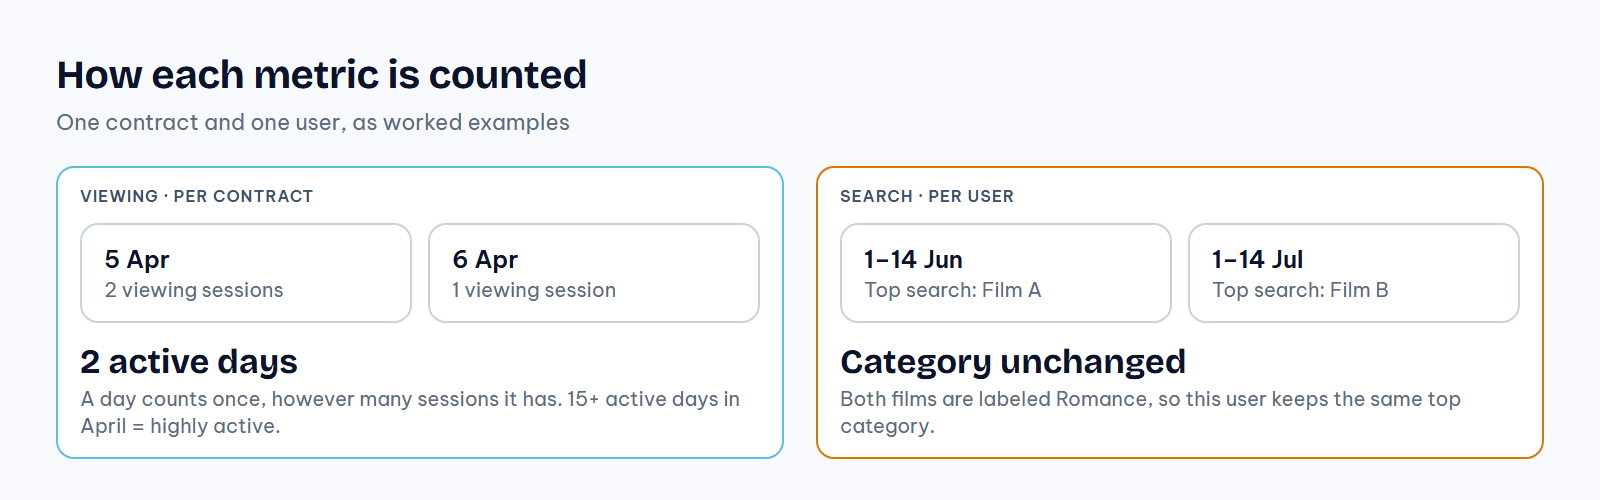 How each metric is counted
One contract and one user, as worked examples
VIEWING · PER CONTRACT
5 Apr
2 viewing sessions
6 Apr
1 viewing session
2 active days
A day counts once, however many sessions it has. 15+ active days in
April = highly active.
SEARCH · PER USER
1–14 Jun
Top search: Film A
1–14 Jul
Top search: Film B
Category unchanged
Both films are labeled Romance, so this user keeps the same top
category.